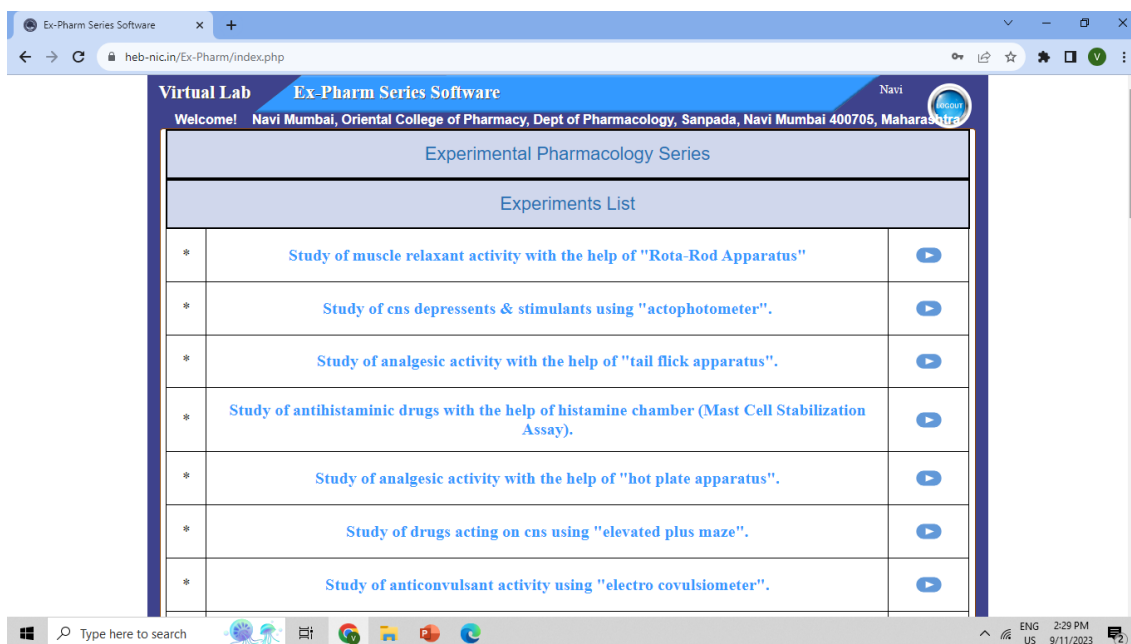 Ex-Pharm Series Software
heb-nic.in/Ex-Pharm/index.php
V
Virtual Lab
Ex-Pharm Series Software
Navi
LOGOUT
Welcome! Navi Mumbai, Oriental College of Pharmacy, Dept of Pharmacology, Sanpada, Navi Mumbai 400705, Maharashtra
Experimental Pharmacology Series
Experiments List
* Study of muscle relaxant activity with the help of "Rota-Rod Apparatus"
* Study of cns depressents & stimulants using "actophotometer".
* Study of analgesic activity with the help of "tail flick apparatus".
* Study of antihistaminic drugs with the help of histamine chamber (Mast Cell Stabilization
Assay).
* Study of analgesic activity with the help of "hot plate apparatus".
* Study of drugs acting on cns using "elevated plus maze".
* Study of anticonvulsant activity using "electro covulsiometer".
*
Type here to search
ENG
US
2:29 PM
9/11/2023
2